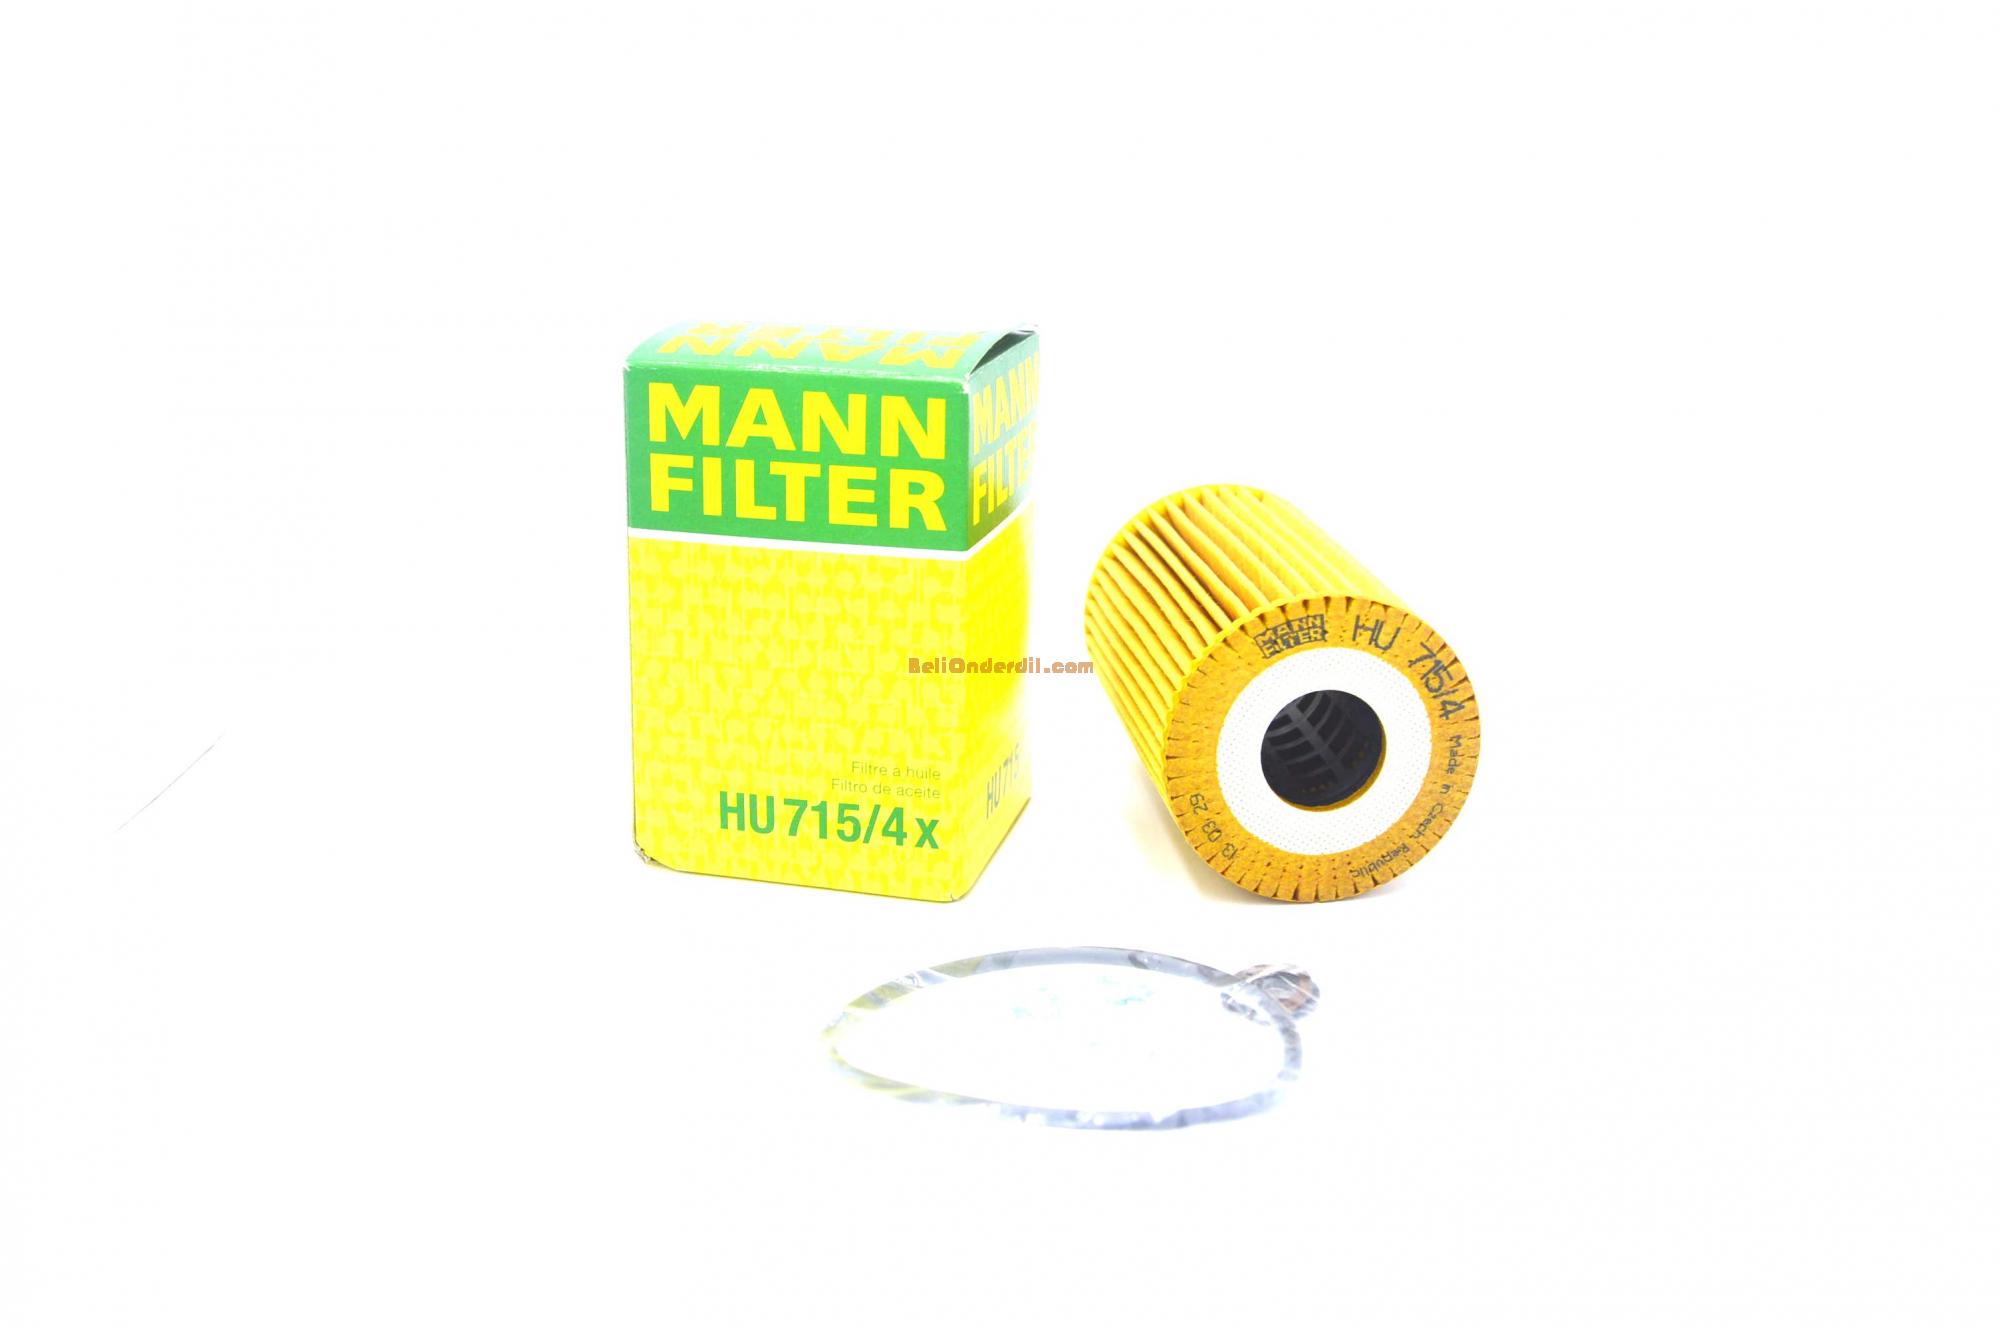 MANN
FILTER
MANN
FILTER
MANN
FILTER
Filtre à huile
Filtro de aceite
HU 715/4 x
HU 715
BeliOnderdil.com
MANN
FILTER
HU 715/4
Made in Czech Republic
13 03 29